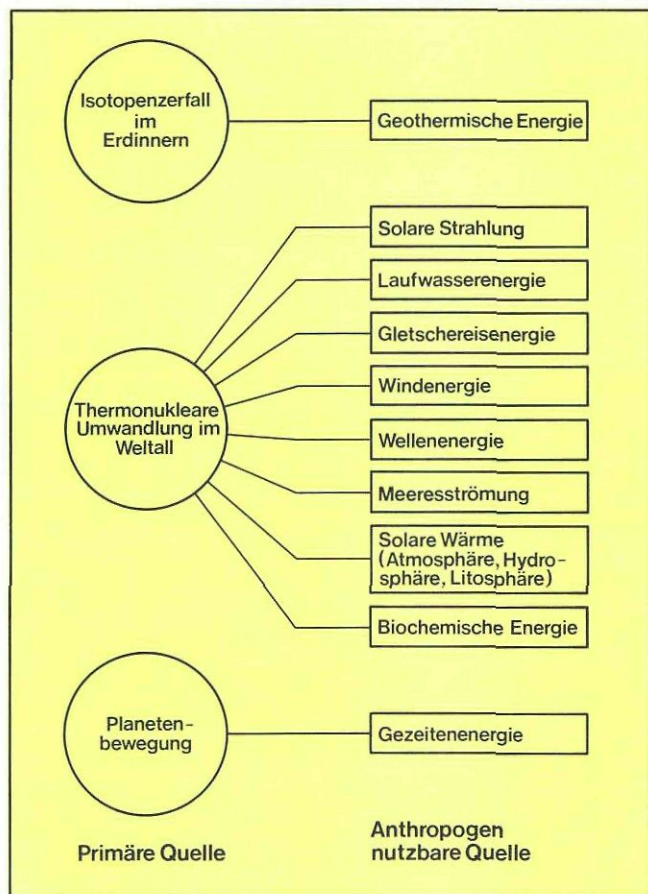 Isotopenzerfall
im
Erdinnern
Geothermische Energie
Solare Strahlung
Laufwasserenergie
Gletschereisenergie
Windenergie
Thermonukleare
Umwandlung im
Weltall
Wellenenergie
Meeresströmung
Solare Wärme
(Atmosphäre, Hydro-
sphäre, Litosphäre)
Biochemische Energie
Planeten-
bewegung
Gezeitenenergie
Primäre Quelle
Anthropogen
nutzbare Quelle